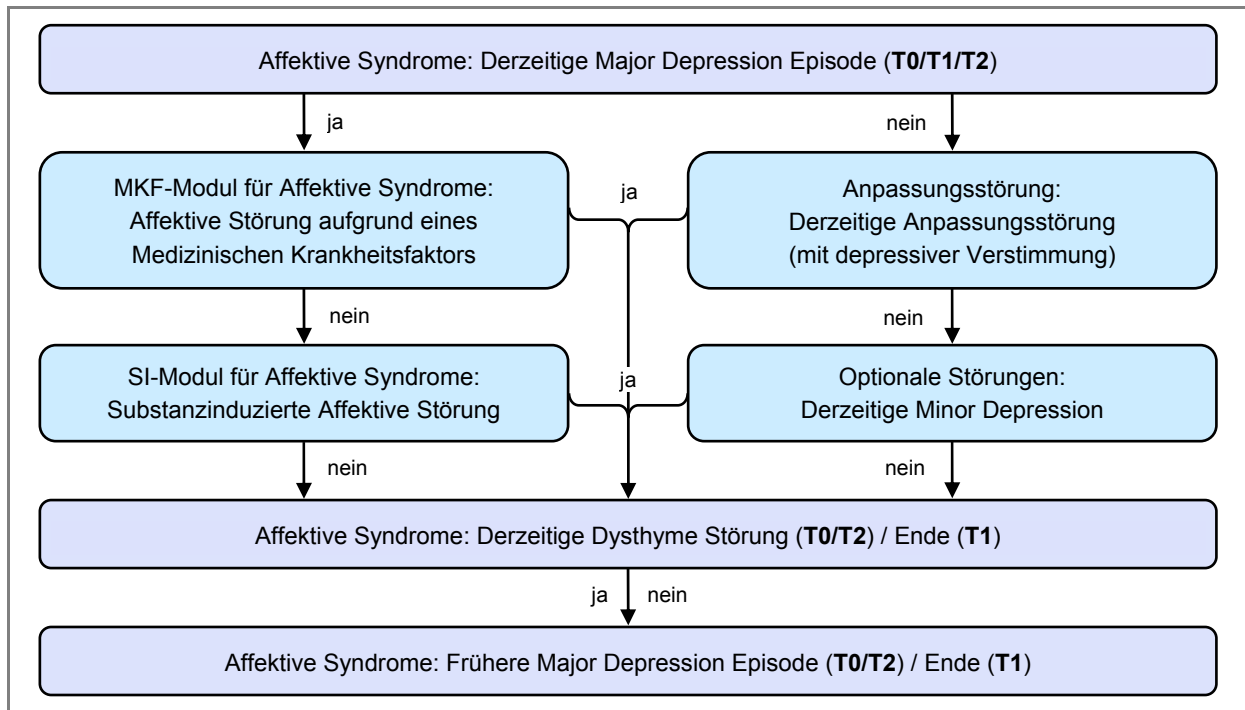 Affektive Syndrome: Derzeitige Major Depression Episode (T0/T1/T2)
ja
nein
MKF-Modul für Affektive Syndrome:
Affektive Störung aufgrund eines
Medizinischen Krankheitsfaktors
ja
Anpassungsstörung:
Derzeitige Anpassungsstörung
(mit depressiver Verstimmung)
nein
nein
SI-Modul für Affektive Syndrome:
Substanzinduzierte Affektive Störung
ja
Optionale Störungen:
Derzeitige Minor Depression
nein
nein
Affektive Syndrome: Derzeitige Dysthyme Störung (T0/T2) / Ende (T1)
ja
nein
Affektive Syndrome: Frühere Major Depression Episode (T0/T2) / Ende (T1)